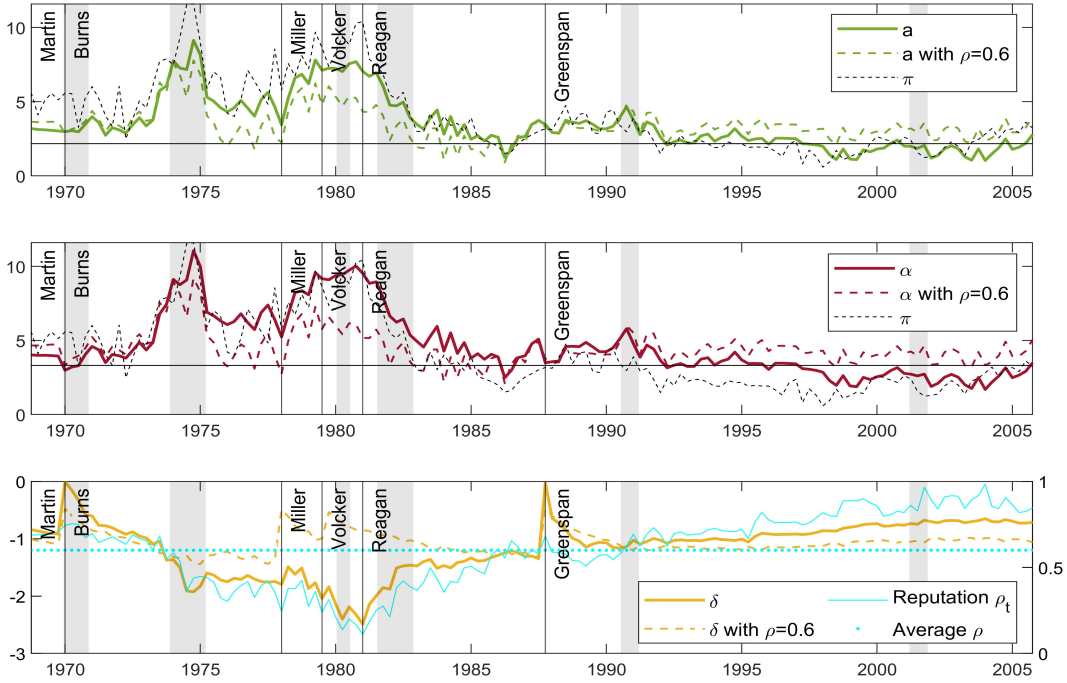 10
5
0
Martin
Burns
Miller
Volcker
Reagan
Greenspan
a
a with ρ=0.6
π
1970 1975 1980 1985 1990 1995 2000 2005
10
5
0
Martin
Burns
Miller
Volcker
Reagan
Greenspan
α
α with ρ=0.6
π
1970 1975 1980 1985 1990 1995 2000 2005
0
-1
-2
-3
Martin
Burns
Miller
Volcker
Reagan
Greenspan
δ
δ with ρ=0.6
Reputation ρt
Average ρ
1
0.5
0
1970 1975 1980 1985 1990 1995 2000 2005